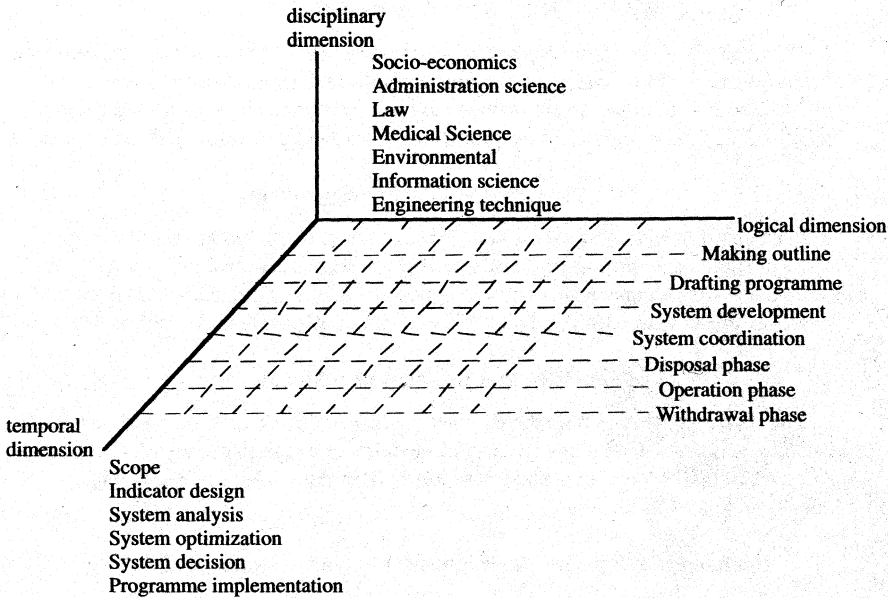 disciplinary
dimension
Socio-economics
Administration science
Law
Medical Science
Environmental
Information science
Engineering technique
logical dimension
Making outline
Drafting programme
System development
System coordination
Disposal phase
Operation phase
Withdrawal phase
temporal
dimension
Scope
Indicator design
System analysis
System optimization
System decision
Programme implementation